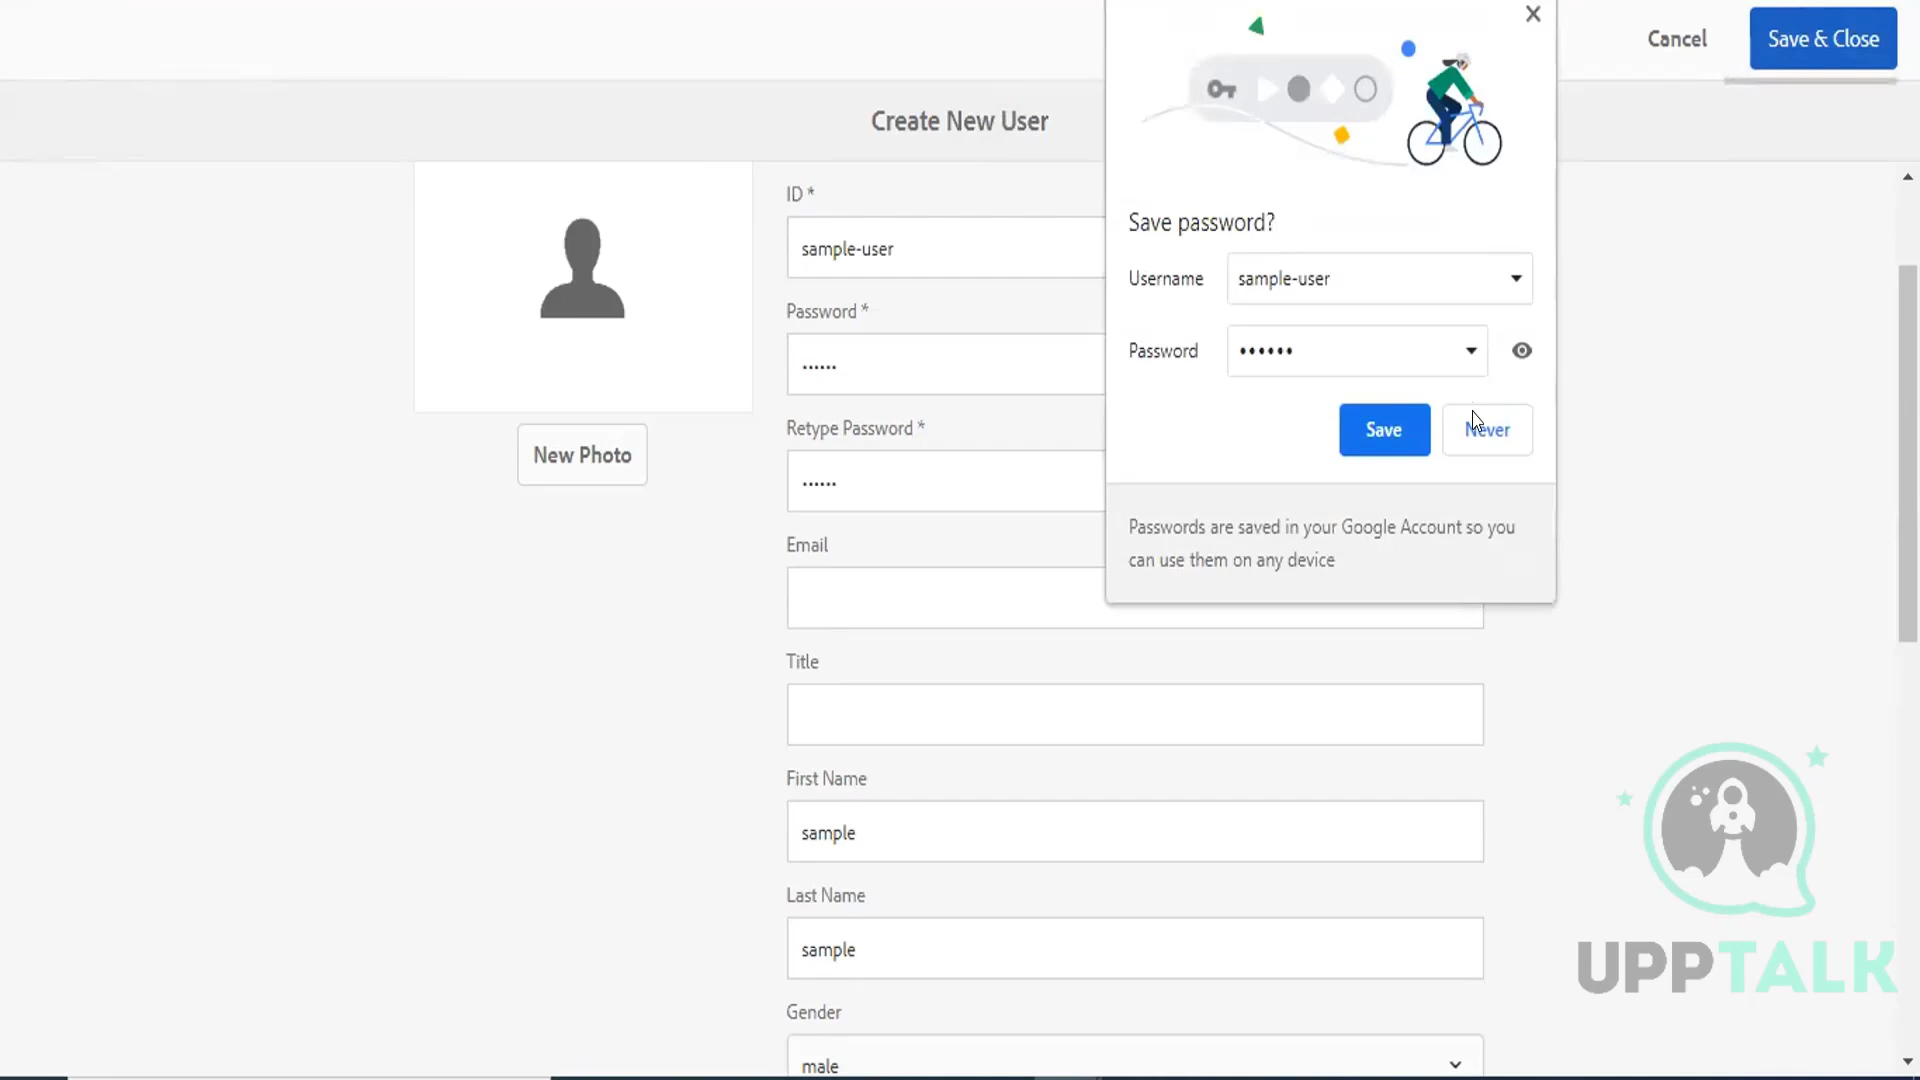 Cancel
Save & Close
Create New User
ID *
sample-user
Password *
••••••
Retype Password *
••••••
Email
Title
First Name
sample
Last Name
sample
Gender
male
New Photo
Save password?
Username
sample-user
Password
••••••
Save
Never
Passwords are saved in your Google Account so you
can use them on any device
UPPTALK